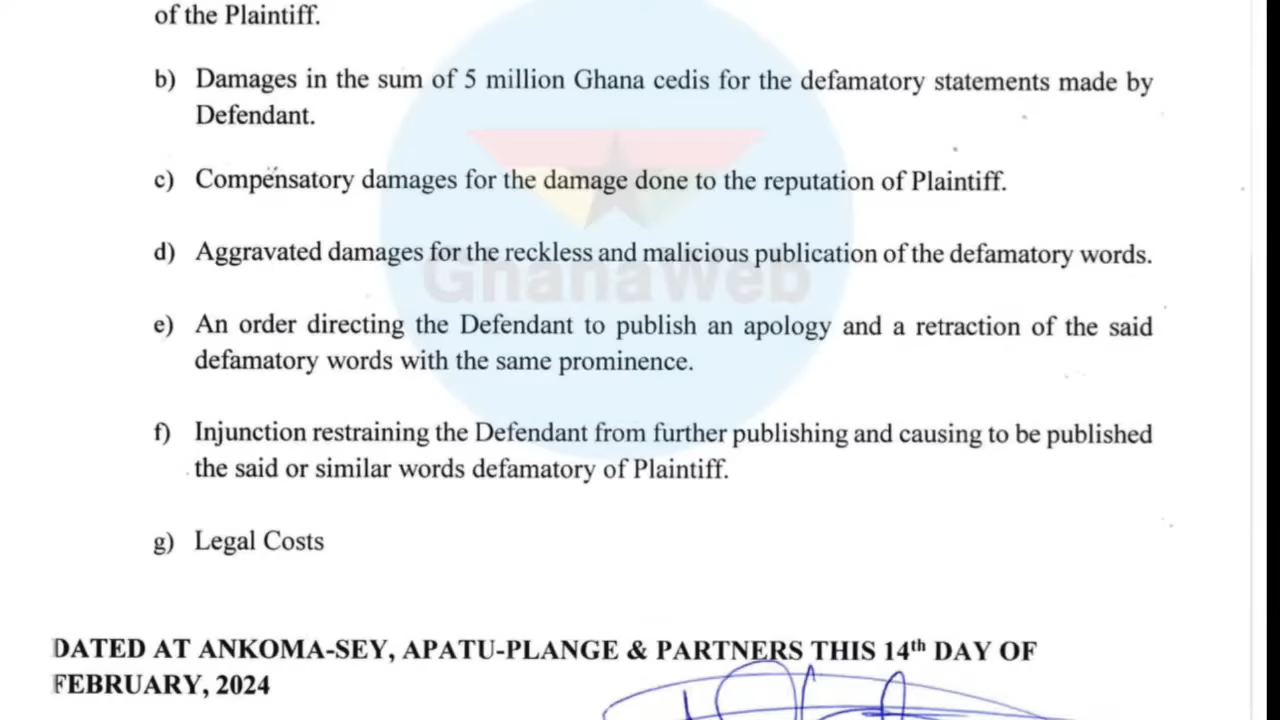 of the Plaintiff.
b) Damages in the sum of 5 million Ghana cedis for the defamatory statements made by
Defendant.
c) Compensatory damages for the damage done to the reputation of Plaintiff.
d) Aggravated damages for the reckless and malicious publication of the defamatory words.
GhanaWeb
e) An order directing the Defendant to publish an apology and a retraction of the said
defamatory words with the same prominence.
f) Injunction restraining the Defendant from further publishing and causing to be published
the said or similar words defamatory of Plaintiff.
g) Legal Costs
DATED AT ANKOMA-SEY, APATU-PLANGE & PARTNERS THIS 14th DAY OF
FEBRUARY, 2024